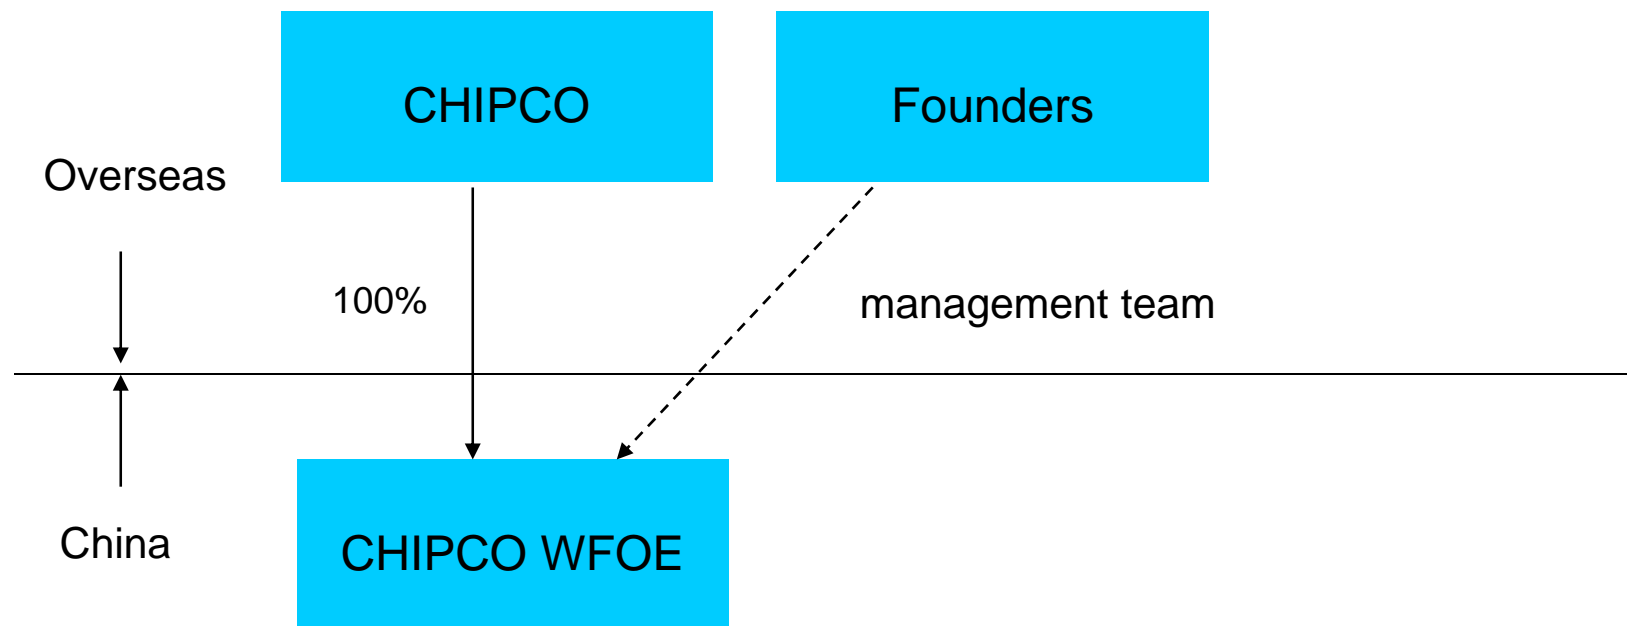 CHIPCO
Founders
Overseas
100%
management team
China
CHIPCO WFOE